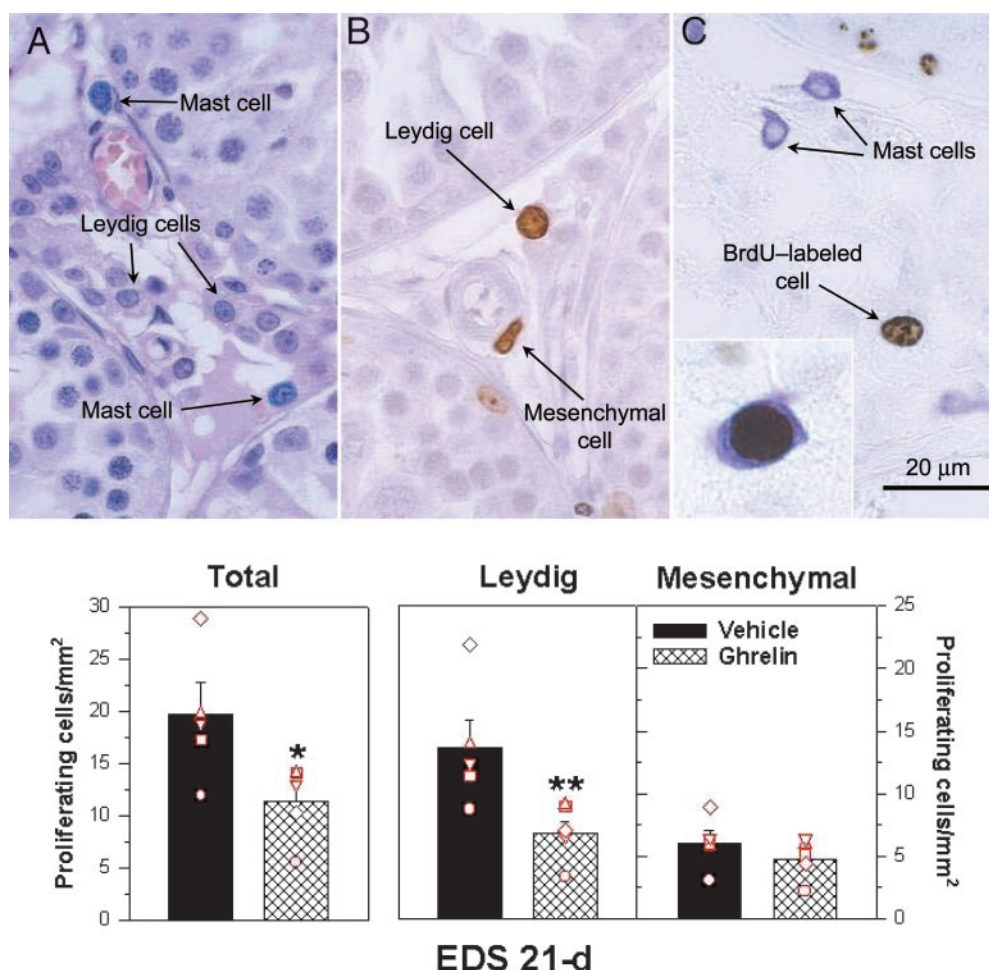 A
Mast cell
Leydig cells
Mast cell
B
Leydig cell
Mesenchymal
cell
C
Mast cells
BrdU–labeled
cell
20 µm
Total
Proliferating cells/mm²
30
25
20
15
10
5
0
*
Leydig
**
Mesenchymal
Vehicle
Ghrelin
25
20
15
10
5
0
Proliferating cells/mm²
EDS 21-d